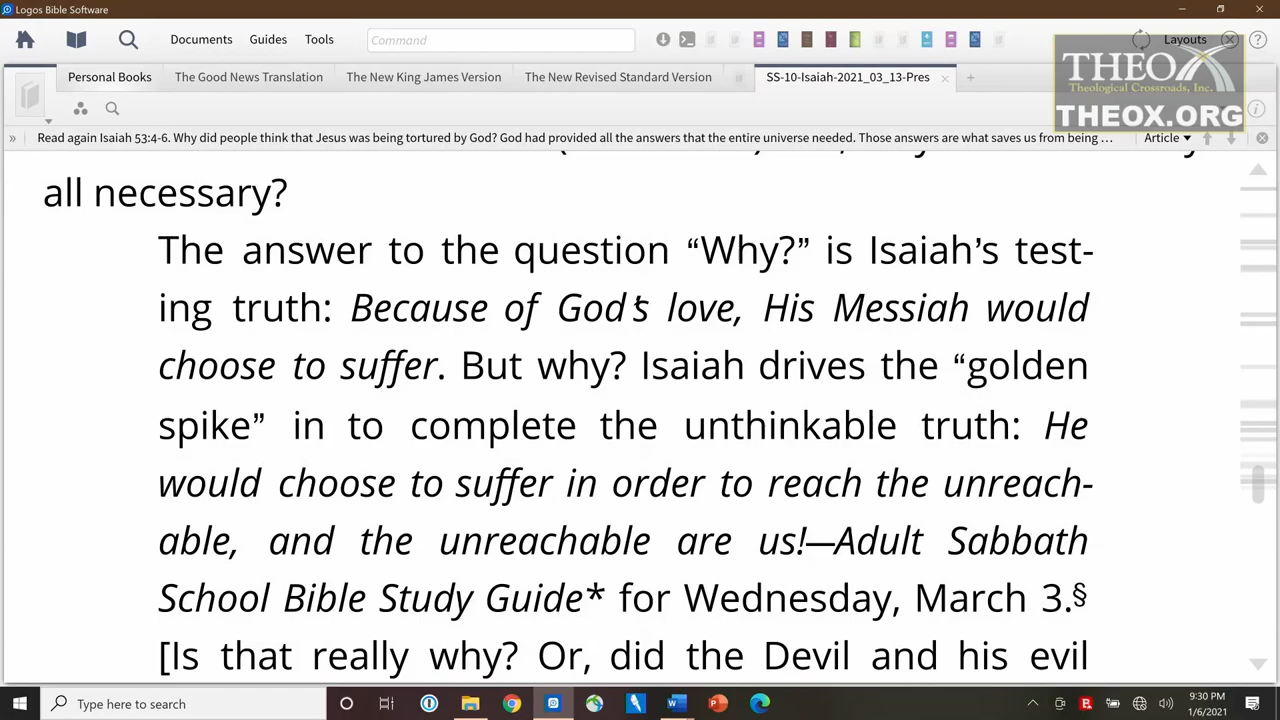 Logos Bible Software
Documents Guides Tools Command Layouts
THEOX
Theological Crossroads, Inc.
THEOX.ORG
Personal Books The Good News Translation The New King James Version The New Revised Standard Version SS-10-Isaiah-2021_03_13-Pres
Read again Isaiah 53:4-6. Why did people think that Jesus was being tortured by God? God has provided all the answers that the entire universe needed. Those answers are what saves us from being … Article
all necessary?
The answer to the question “Why?” is Isaiah’s test-
ing truth: Because of God’s love, His Messiah would
choose to suffer. But why? Isaiah drives the “golden
spike” in to complete the unthinkable truth: He
would choose to suffer in order to reach the unreach-
able, and the unreachable are us!—Adult Sabbath
School Bible Study Guide* for Wednesday, March 3.§
[Is that really why? Or, did the Devil and his evil
Type here to search
9:30 PM
1/6/2021